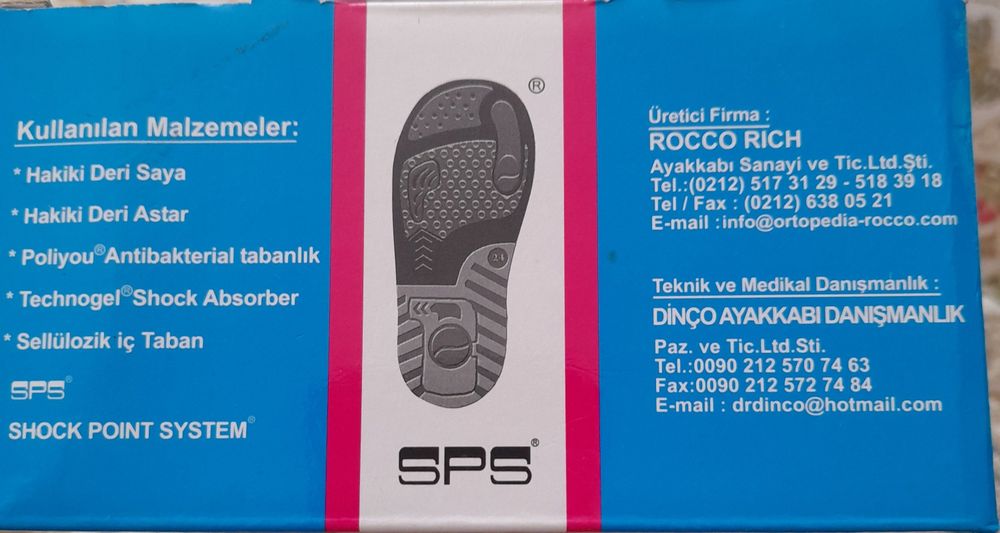 Kullanılan Malzemeler:
* Hakiki Deri Saya
* Hakiki Deri Astar
* Poliyou®Antibakterial tabanlık
* Technogel®Shock Absorber
* Sellülozik iç Taban
SPS®
SHOCK POINT SYSTEM®
®
24
SPS®
Üretici Firma :
ROCCO RICH
Ayakkabı Sanayi ve Tic.Ltd.Şti.
Tel.:(0212) 517 31 29 - 518 39 18
Tel / Fax : (0212) 638 05 21
E-mail :info@ortopedia-rocco.com
Teknik ve Medikal Danışmanlık :
DİNÇO AYAKKABI DANIŞMANLIK
Paz. ve Tic.Ltd.Sti.
Tel.:0090 212 570 74 63
Fax:0090 212 572 74 84
E-mail : drdinco@hotmail.com